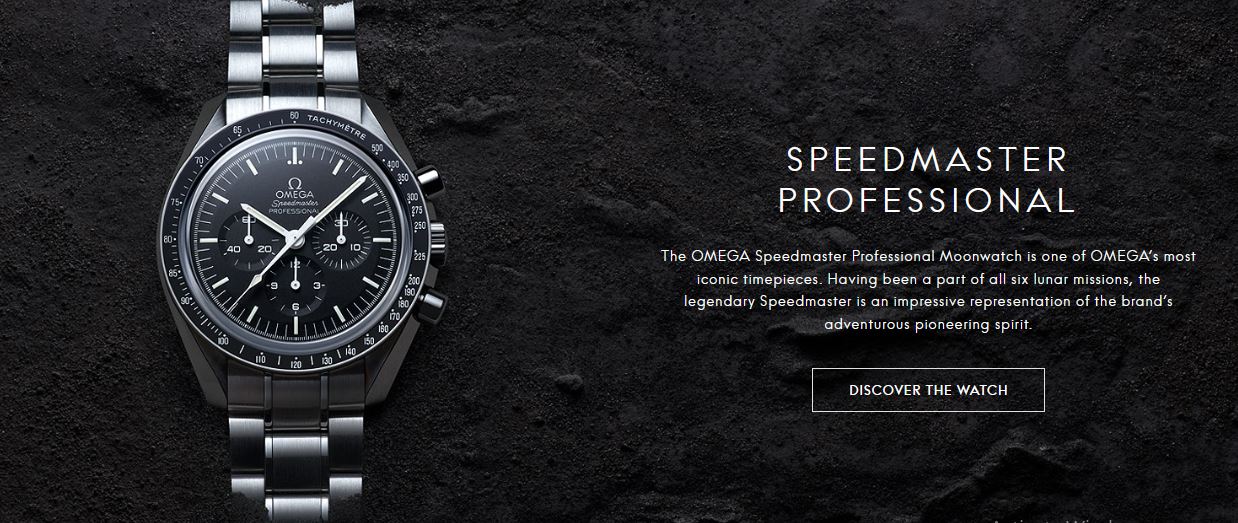 60
TACHYMÈTRE
65
500
70
400
350
75
300
275
80
250
225
85
200
90
190
180
100
170
160
110
120
130
140
Ω
OMEGA
Speedmaster
PROFESSIONAL
60
40
20
30
20
10
12
9
3
6
SPEEDMASTER
PROFESSIONAL
The OMEGA Speedmaster Professional Moonwatch is one of OMEGA's most
iconic timepieces. Having been a part of all six lunar missions, the
legendary Speedmaster is an impressive representation of the brand's
adventurous pioneering spirit.
DISCOVER THE WATCH